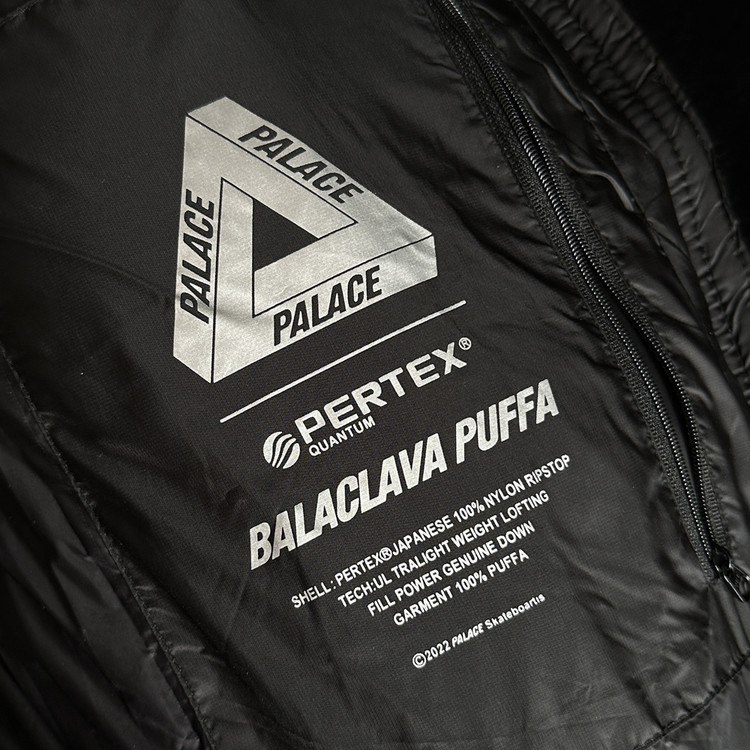 PALACE
PALACE
PALACE
PERTEX®
QUANTUM
BALACLAVA PUFFA
SHELL: PERTEX®JAPANESE 100% NYLON RIPSTOP
TECH:UL TRALIGHT WEIGHT LOFTING
FILL POWER GENUINE DOWN
GARMENT 100% PUFFA
©2022 PALACE Skateboartis